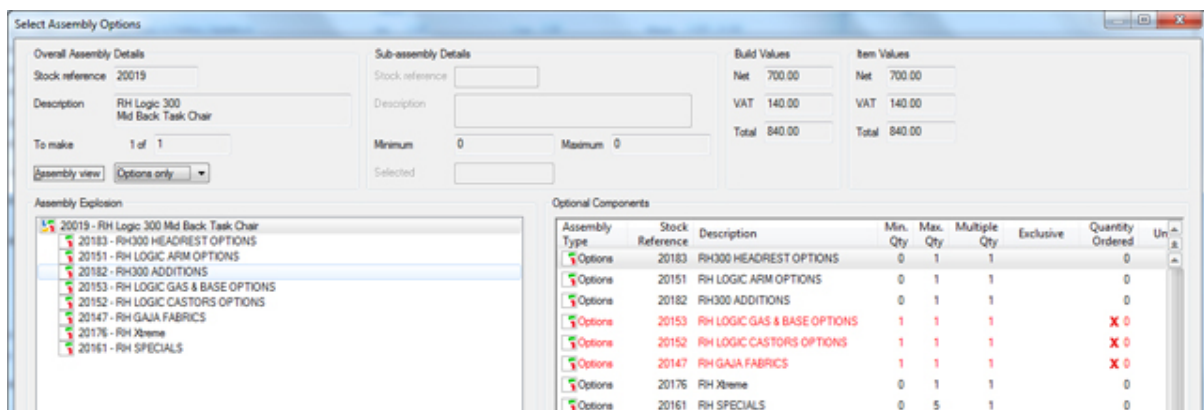 Select Assembly Options
Overall Assembly Details
Stock reference 20019
Description RH Logic 300
Mid Back Task Chair
To make 1 of 1
Assembly view Options only
Sub-assembly Details
Stock reference
Description
Minimum 0 Maximum 0
Selected
Build Values
Net 700.00
VAT 140.00
Total 840.00
Item Values
Net 700.00
VAT 140.00
Total 840.00
Assembly Explosion
20019 - RH Logic 300 Mid Back Task Chair
20183 - RH300 HEADREST OPTIONS
20151 - RH LOGIC ARM OPTIONS
20182 - RH300 ADDITIONS
20153 - RH LOGIC GAS & BASE OPTIONS
20152 - RH LOGIC CASTORS OPTIONS
20147 - RH GAJA FABRICS
20176 - RH Xtreme
20161 - RH SPECIALS
Optional Components
Assembly Type Stock Reference Description Min. Qty Max. Qty Multiple Qty Exclusive Quantity Ordered Un
Options 20183 RH300 HEADREST OPTIONS 0 1 1 0
Options 20151 RH LOGIC ARM OPTIONS 0 1 1 0
Options 20182 RH300 ADDITIONS 0 1 1 0
Options 20153 RH LOGIC GAS & BASE OPTIONS 1 1 1 X 0
Options 20152 RH LOGIC CASTORS OPTIONS 1 1 1 X 0
Options 20147 RH GAJA FABRICS 1 1 1 X 0
Options 20176 RH Xtreme 0 1 1 0
Options 20161 RH SPECIALS 0 5 1 0